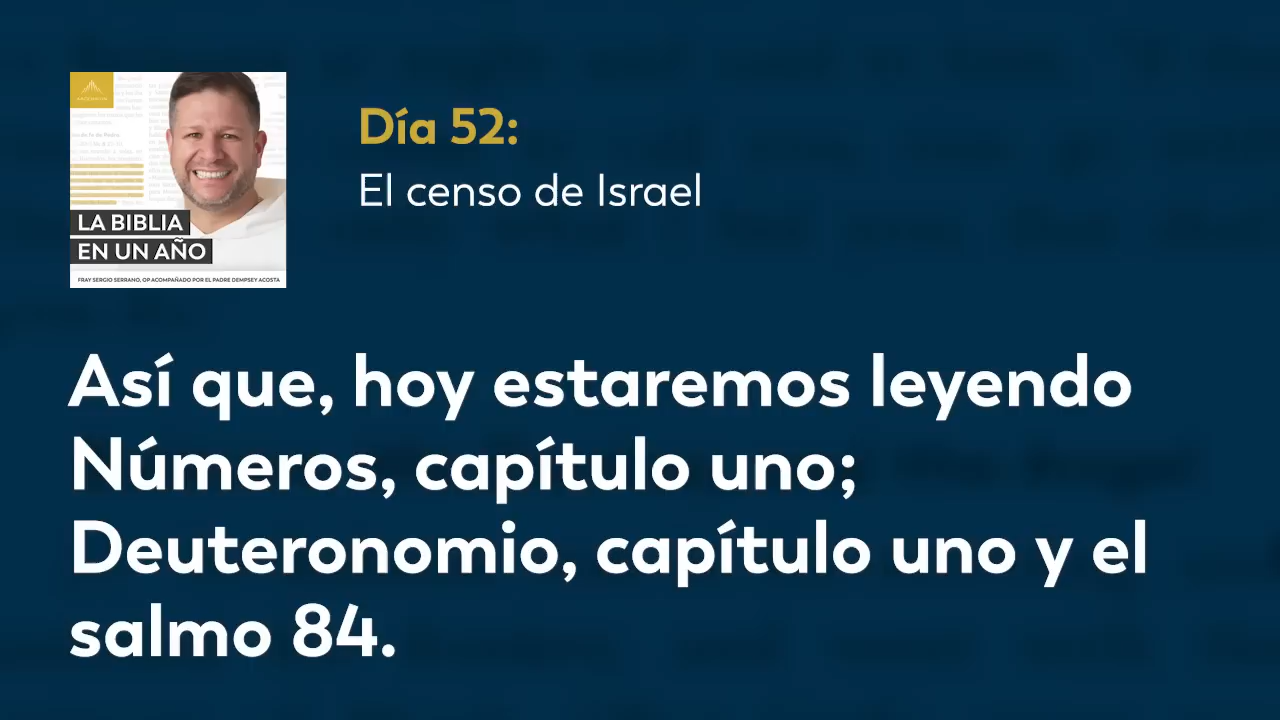 Día 52:
El censo de Israel
LA BIBLIA
EN UN AÑO
FRAY SERGIO SERRANO, OP ACOMPAÑADO POR EL PADRE DEMPSEY ACOSTA
Así que, hoy estaremos leyendo
Números, capítulo uno;
Deuteronomio, capítulo uno y el
salmo 84.